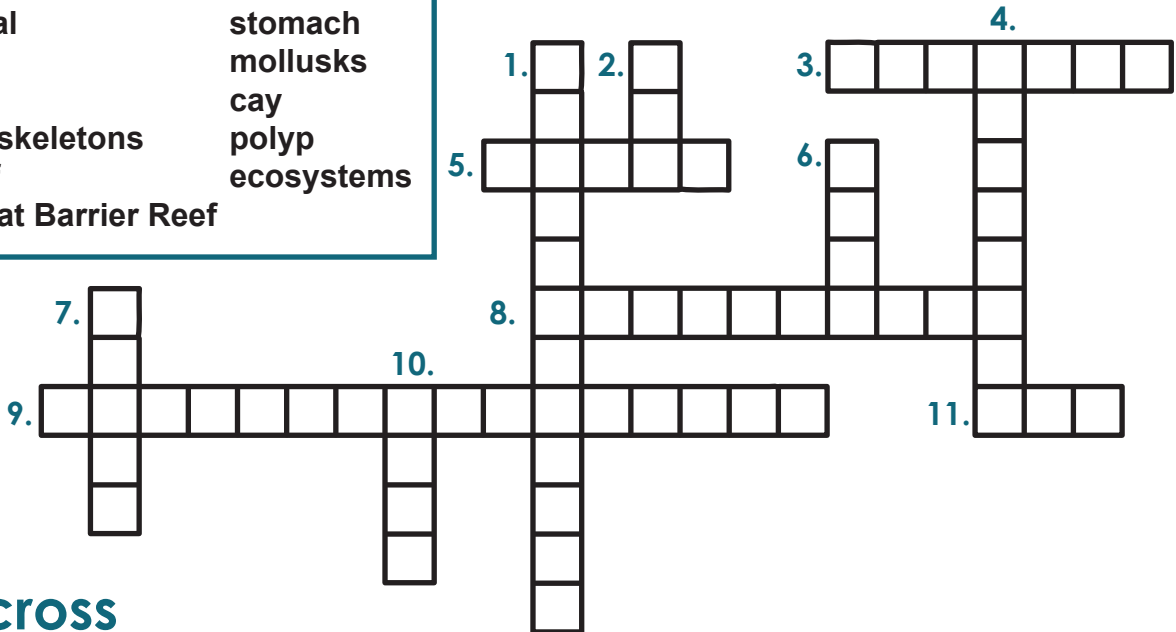 al stomach
mollusks
cay
skeletons polyp
ecosystems
at Barrier Reef
4.
1. 2. 3.
5. 6.
7. 8.
10.
9. 11.
cross